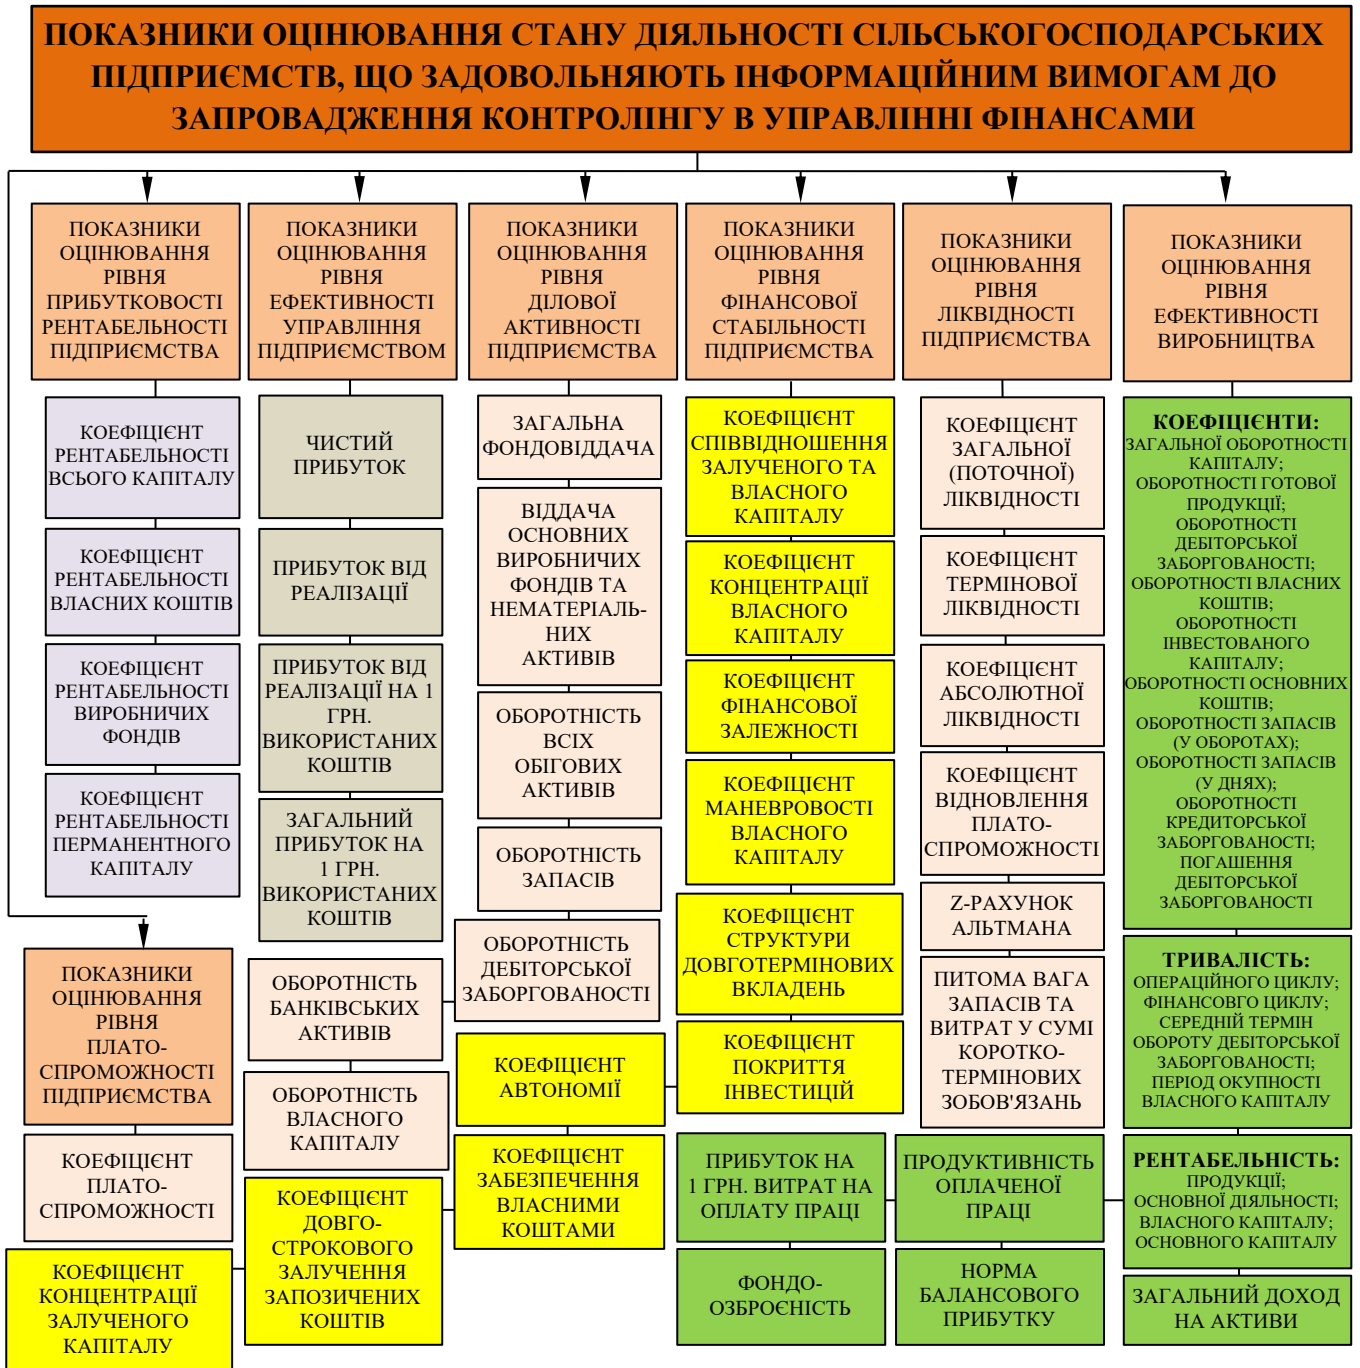 ПОКАЗНИКИ ОЦІНЮВАННЯ СТАНУ ДІЯЛЬНОСТІ СІЛЬСЬКОГОСПОДАРСЬКИХ
ПІДПРИЄМСТВ, ЩО ЗАДОВОЛЬНЯЮТЬ ІНФОРМАЦІЙНИМ ВИМОГАМ ДО
ЗАПРОВАДЖЕННЯ КОНТРОЛІНГУ В УПРАВЛІННІ ФІНАНСАМИ
ПОКАЗНИКИ
ОЦІНЮВАННЯ
РІВНЯ
ПРИБУТКОВОСТІ
РЕНТАБЕЛЬНОСТІ
ПІДПРИЄМСТВА
КОЕФІЦІЄНТ
РЕНТАБЕЛЬНОСТІ
ВСЬОГО КАПІТАЛУ
КОЕФІЦІЄНТ
РЕНТАБЕЛЬНОСТІ
ВЛАСНИХ КОШТІВ
КОЕФІЦІЄНТ
РЕНТАБЕЛЬНОСТІ
ВИРОБНИЧИХ
ФОНДІВ
КОЕФІЦІЄНТ
РЕНТАБЕЛЬНОСТІ
ПЕРМАНЕНТНОГО
КАПІТАЛУ
ПОКАЗНИКИ
ОЦІНЮВАННЯ
РІВНЯ
ЕФЕКТИВНОСТІ
УПРАВЛІННЯ
ПІДПРИЄМСТВОМ
ЧИСТИЙ
ПРИБУТОК
ПРИБУТОК ВІД
РЕАЛІЗАЦІЇ
ПРИБУТОК ВІД
РЕАЛІЗАЦІЇ НА 1
ГРН.
ВИКОРИСТАНИХ
КОШТІВ
ЗАГАЛЬНИЙ
ПРИБУТОК НА
1 ГРН.
ВИКОРИСТАНИХ
КОШТІВ
ПОКАЗНИКИ
ОЦІНЮВАННЯ
РІВНЯ
ДІЛОВОЇ
АКТИВНОСТІ
ПІДПРИЄМСТВА
ЗАГАЛЬНА
ФОНДОВІДДАЧА
ВІДДАЧА
ОСНОВНИХ
ВИРОБНИЧИХ
ФОНДІВ ТА
НЕМАТЕРІАЛЬ-
НИХ
АКТИВІВ
ОБОРОТНІСТЬ
ВСІХ
ОБІГОВИХ
АКТИВІВ
ОБОРОТНІСТЬ
ЗАПАСІВ
ОБОРОТНІСТЬ
ДЕБІТОРСЬКОЇ
ЗАБОРГОВАНОСТІ
ОБОРОТНІСТЬ
БАНКІВСЬКИХ
АКТИВІВ
ОБОРОТНІСТЬ
ВЛАСНОГО
КАПІТАЛУ
ПОКАЗНИКИ
ОЦІНЮВАННЯ
РІВНЯ
ФІНАНСОВОЇ
СТАБІЛЬНОСТІ
ПІДПРИЄМСТВА
КОЕФІЦІЄНТ
СПІВВІДНОШЕННЯ
ЗАЛУЧЕНОГО ТА
ВЛАСНОГО
КАПІТАЛУ
КОЕФІЦІЄНТ
КОНЦЕНТРАЦІЇ
ВЛАСНОГО
КАПІТАЛУ
КОЕФІЦІЄНТ
ФІНАНСОВОЇ
ЗАЛЕЖНОСТІ
КОЕФІЦІЄНТ
МАНЕВРОВОСТІ
ВЛАСНОГО
КАПІТАЛУ
КОЕФІЦІЄНТ
СТРУКТУРИ
ДОВГОТЕРМІНОВИХ
ВКЛАДЕНЬ
КОЕФІЦІЄНТ
ПОКРИТТЯ
ІНВЕСТИЦІЙ
КОЕФІЦІЄНТ
АВТОНОМІЇ
КОЕФІЦІЄНТ
ЗАБЕЗПЕЧЕННЯ
ВЛАСНИМИ
КОШТАМИ
КОЕФІЦІЄНТ
ДОВГО-
СТРОКОВОГО
ЗАЛУЧЕННЯ
ЗАПОЗИЧЕНИХ
КОШТІВ
КОЕФІЦІЄНТ
КОНЦЕНТРАЦІЇ
ЗАЛУЧЕНОГО
КАПІТАЛУ
ПОКАЗНИКИ
ОЦІНЮВАННЯ
РІВНЯ
ЛІКВІДНОСТІ
ПІДПРИЄМСТВА
КОЕФІЦІЄНТ
ЗАГАЛЬНОЇ
(ПОТОЧНОЇ)
ЛІКВІДНОСТІ
КОЕФІЦІЄНТ
ТЕРМІНОВОЇ
ЛІКВІДНОСТІ
КОЕФІЦІЄНТ
АБСОЛЮТНОЇ
ЛІКВІДНОСТІ
КОЕФІЦІЄНТ
ВІДНОВЛЕННЯ
ПЛАТО-
СПРОМОЖНОСТІ
Z-РАХУНОК
АЛЬТМАНА
ПИТОМА ВАГА
ЗАПАСІВ ТА
ВИТРАТ У СУМІ
КОРОТКО-
ТЕРМІНОВИХ
ЗОБОВ'ЯЗАНЬ
ПОКАЗНИКИ
ОЦІНЮВАННЯ
РІВНЯ
ЕФЕКТИВНОСТІ
ВИРОБНИЦТВА
КОЕФІЦІЄНТИ:
ЗАГАЛЬНОЇ ОБОРОТНОСТІ
КАПІТАЛУ;
ОБОРОТНОСТІ ГОТОВОЇ
ПРОДУКЦІЇ;
ОБОРОТНОСТІ
ДЕБІТОРСЬКОЇ
ЗАБОРГОВАНОСТІ;
ОБОРОТНОСТІ ВЛАСНИХ
КОШТІВ;
ОБОРОТНОСТІ
ІНВЕСТОВАНОГО
КАПІТАЛУ;
ОБОРОТНОСТІ ОСНОВНИХ
КОШТІВ;
ОБОРОТНОСТІ ЗАПАСІВ
(У ОБОРОТАХ);
ОБОРОТНОСТІ ЗАПАСІВ
(У ДНЯХ);
ОБОРОТНОСТІ
КРЕДИТОРСЬКОЇ
ЗАБОРГОВАНОСТІ;
ПОГАШЕННЯ
ДЕБІТОРСЬКОЇ
ЗАБОРГОВАНОСТІ
ТРИВАЛІСТЬ:
ОПЕРАЦІЙНОГО ЦИКЛУ;
ФІНАНСОВГО ЦИКЛУ;
СЕРЕДНІЙ ТЕРМІН
ОБОРОТУ ДЕБІТОРСЬКОЇ
ЗАБОРГОВАНОСТІ;
ПЕРІОД ОКУПНОСТІ
ВЛАСНОГО КАПІТАЛУ
РЕНТАБЕЛЬНІСТЬ:
ПРОДУКЦІЇ;
ОСНОВНОЇ ДІЯЛЬНОСТІ;
ВЛАСНОГО КАПІТАЛУ;
ОСНОВНОГО КАПІТАЛУ
ЗАГАЛЬНИЙ ДОХОД
НА АКТИВИ
ПРОДУКТИВНІСТЬ
ОПЛАЧЕНОЇ
ПРАЦІ
НОРМА
БАЛАНСОВОГО
ПРИБУТКУ
ПРИБУТОК НА
1 ГРН. ВИТРАТ НА
ОПЛАТУ ПРАЦІ
ФОНДО-
ОЗБРОЄНІСТЬ
ПОКАЗНИКИ
ОЦІНЮВАННЯ
РІВНЯ
ПЛАТО-
СПРОМОЖНОСТІ
ПІДПРИЄМСТВА
КОЕФІЦІЄНТ
ПЛАТО-
СПРОМОЖНОСТІ